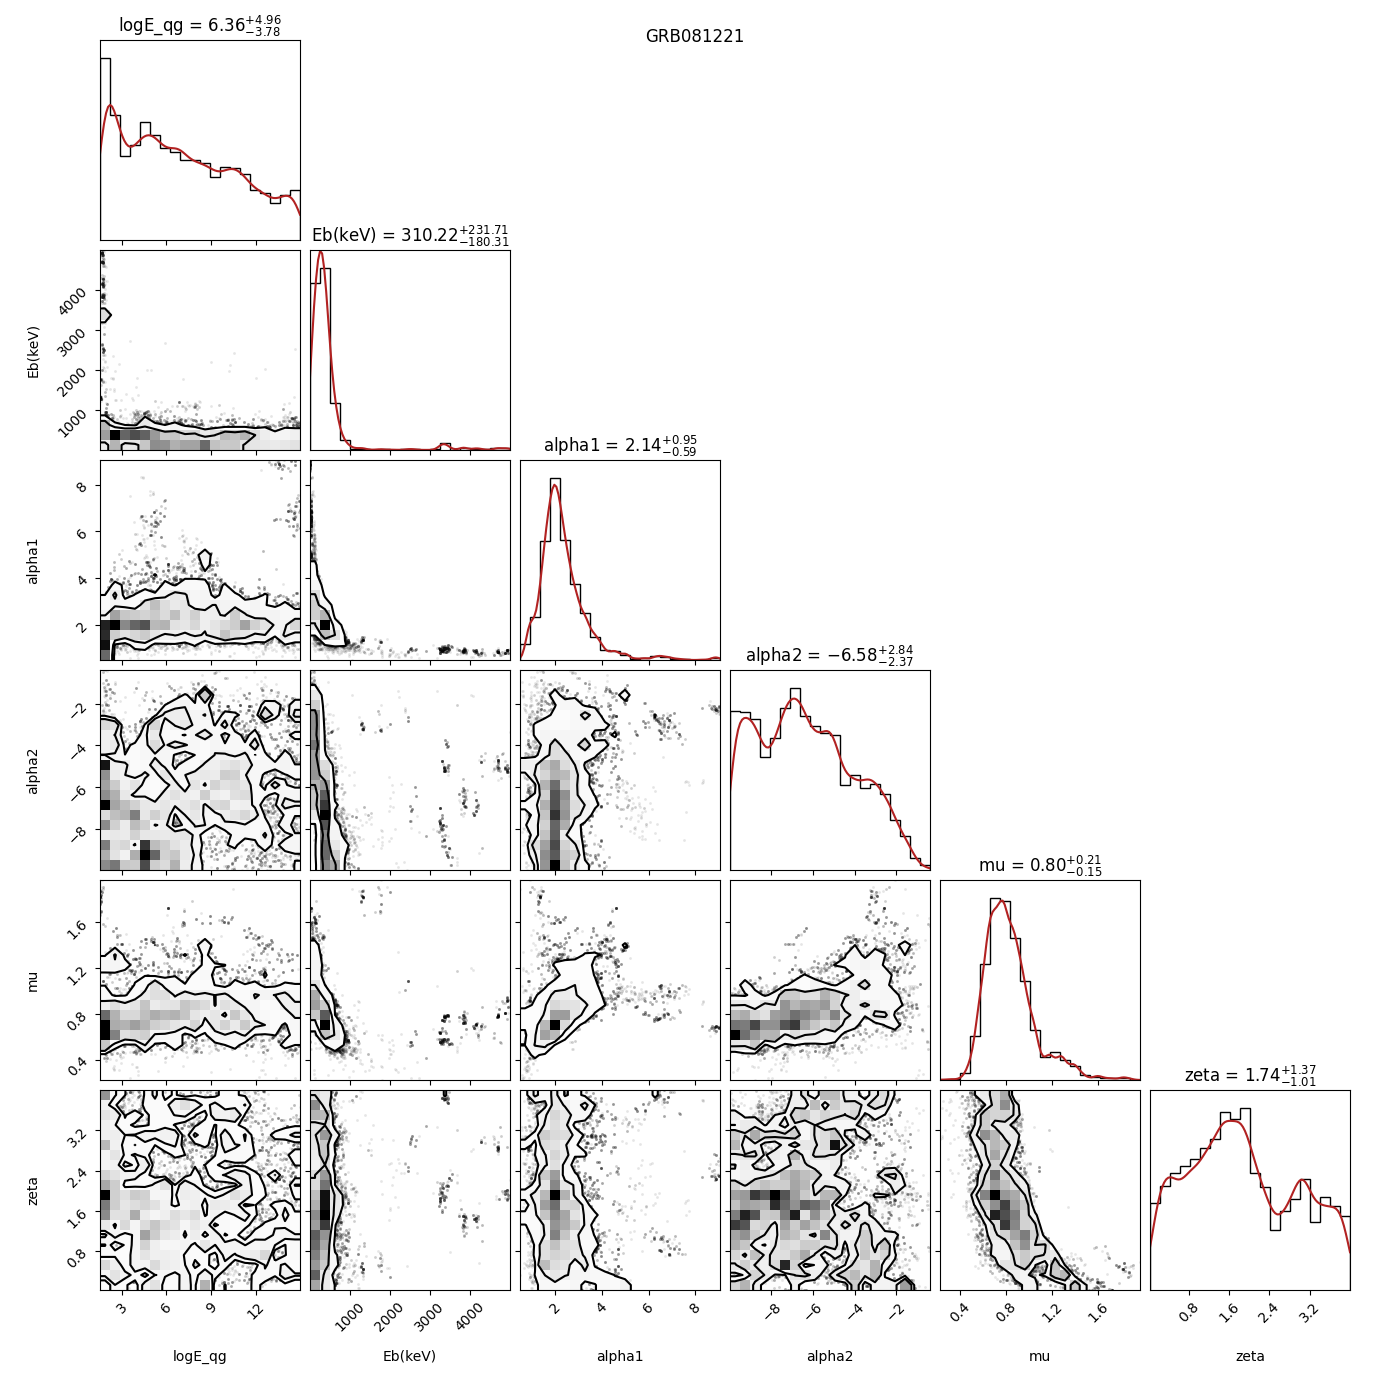 GRB081221
logE_qg = 6.36 +4.96 −3.78
Eb(keV) = 310.22 +231.71 −180.31
4000
3000
2000
1000
Eb(keV)
alpha1 = 2.14 +0.95 −0.59
8
6
4
2
alpha1
alpha2 = −6.58 +2.84 −2.37
−2
−4
−6
−8
alpha2
mu = 0.80 +0.21 −0.15
1.6
1.2
0.8
0.4
mu
zeta = 1.74 +1.37 −1.01
3.2
2.4
1.6
0.8
zeta
3 6 9 12
1000 2000 3000 4000
2 4 6 8
−8 −6 −4 −2
0.4 0.8 1.2 1.6
0.8 1.6 2.4 3.2
logE_qg Eb(keV) alpha1 alpha2 mu zeta